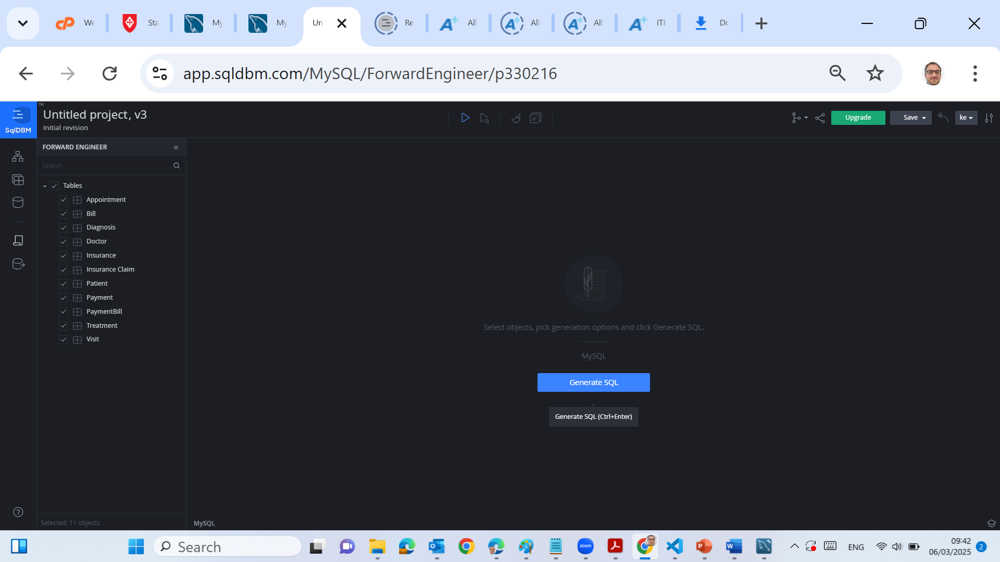 We
Sta
My
My
Un
Re
All
All
All
ITE
Do
app.sqldbm.com/MySQL/ForwardEngineer/p330216
SqlDBM
TM
Untitled project, v3
Initial revision
Upgrade
Save
ke
FORWARD ENGINEER
Search
Tables
Appointment
Bill
Diagnosis
Doctor
Insurance
Insurance Claim
Patient
Payment
PaymentBill
Treatment
Visit
Select objects, pick generation options and click Generate SQL.
MySQL
Generate SQL
Generate SQL (Ctrl+Enter)
Selected: 11 objects
MySQL
Search
zoom
ENG
09:42
06/03/2025
2